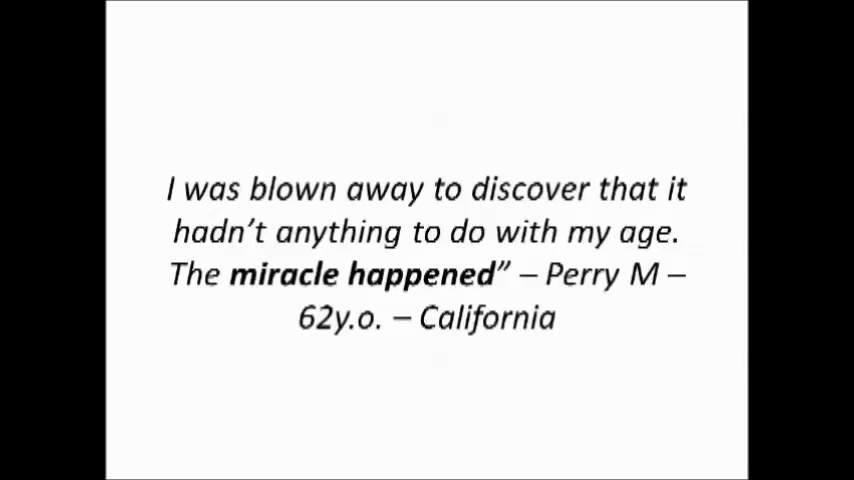 I was blown away to discover that it
hadn’t anything to do with my age.
The miracle happened” – Perry M –
62y.o. – California